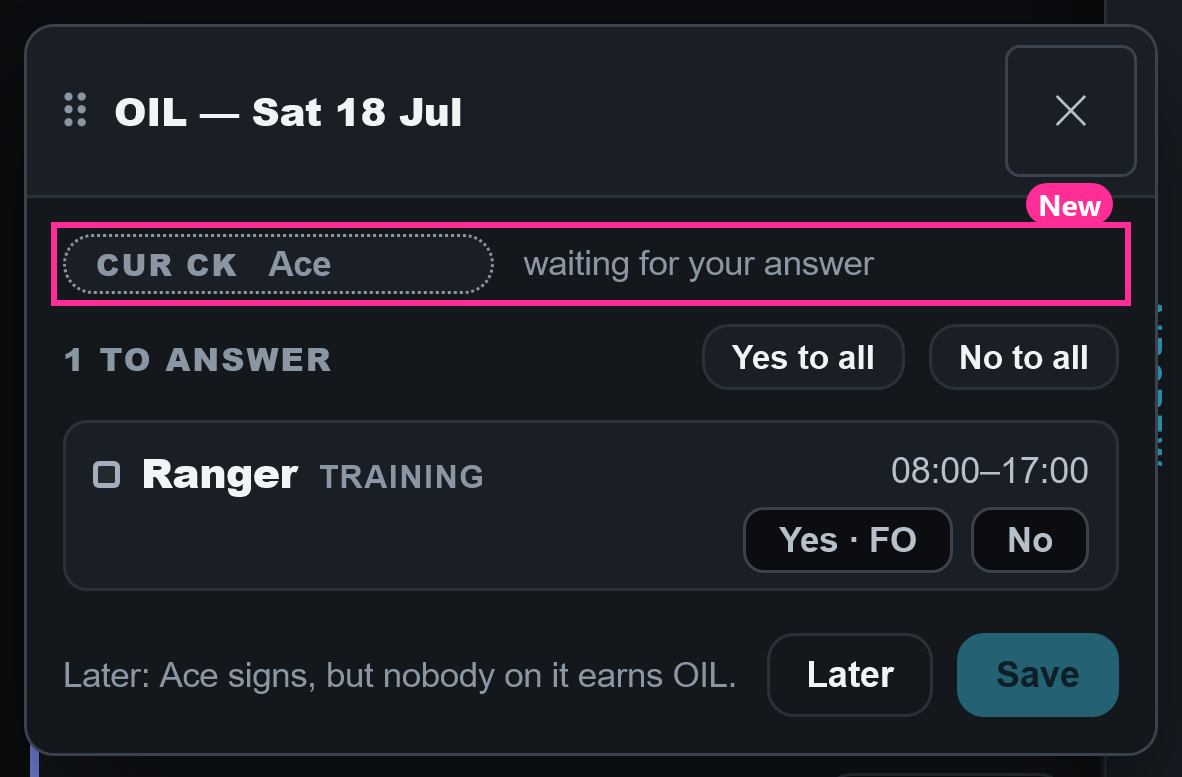 OIL — Sat 18 Jul
New
CUR CK Ace waiting for your answer
1 TO ANSWER Yes to all No to all
Ranger TRAINING 08:00–17:00
Yes · FO No
Later: Ace signs, but nobody on it earns OIL. Later Save